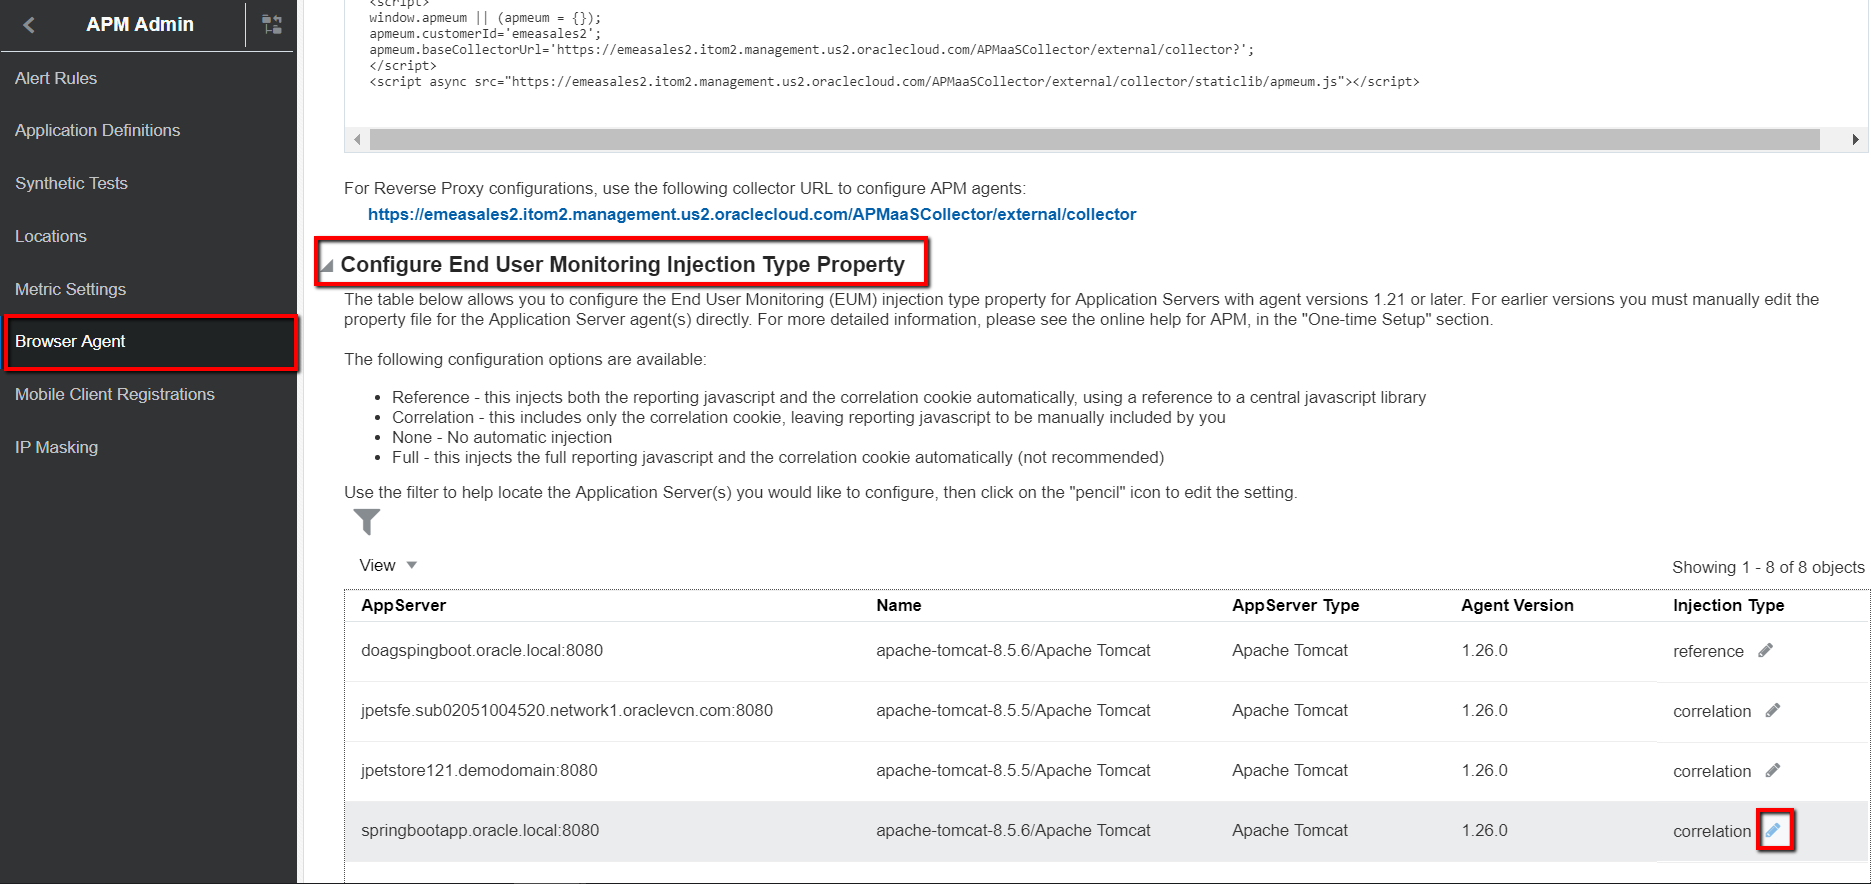 APM Admin
Alert Rules
Application Definitions
Synthetic Tests
Locations
Metric Settings
Browser Agent
Mobile Client Registrations
IP Masking
<script>
window.apmeum || (apmeum = {});
apmeum.customerId='emeasales2';
apmeum.baseCollectorUrl='https://emeasales2.itom2.management.us2.oraclecloud.com/APMaaSCollector/external/collector?';
</script>
<script async src="https://emeasales2.itom2.management.us2.oraclecloud.com/APMaaSCollector/external/collector/staticlib/apmeum.js"></script>
For Reverse Proxy configurations, use the following collector URL to configure APM agents:
https://emeasales2.itom2.management.us2.oraclecloud.com/APMaaSCollector/external/collector
Configure End User Monitoring Injection Type Property
The table below allows you to configure the End User Monitoring (EUM) injection type property for Application Servers with agent versions 1.21 or later. For earlier versions you must manually edit the
property file for the Application Server agent(s) directly. For more detailed information, please see the online help for APM, in the "One-time Setup" section.
The following configuration options are available:
• Reference - this injects both the reporting javascript and the correlation cookie automatically, using a reference to a central javascript library
• Correlation - this includes only the correlation cookie, leaving reporting javascript to be manually included by you
• None - No automatic injection
• Full - this injects the full reporting javascript and the correlation cookie automatically (not recommended)
Use the filter to help locate the Application Server(s) you would like to configure, then click on the "pencil" icon to edit the setting.
View
Showing 1 - 8 of 8 objects
AppServer Name AppServer Type Agent Version Injection Type
doagspingboot.oracle.local:8080 apache-tomcat-8.5.6/Apache Tomcat Apache Tomcat 1.26.0 reference
jpetsfe.sub02051004520.network1.oraclevcn.com:8080 apache-tomcat-8.5.5/Apache Tomcat Apache Tomcat 1.26.0 correlation
jpetstore121.demodomain:8080 apache-tomcat-8.5.5/Apache Tomcat Apache Tomcat 1.26.0 correlation
springbootapp.oracle.local:8080 apache-tomcat-8.5.6/Apache Tomcat Apache Tomcat 1.26.0 correlation